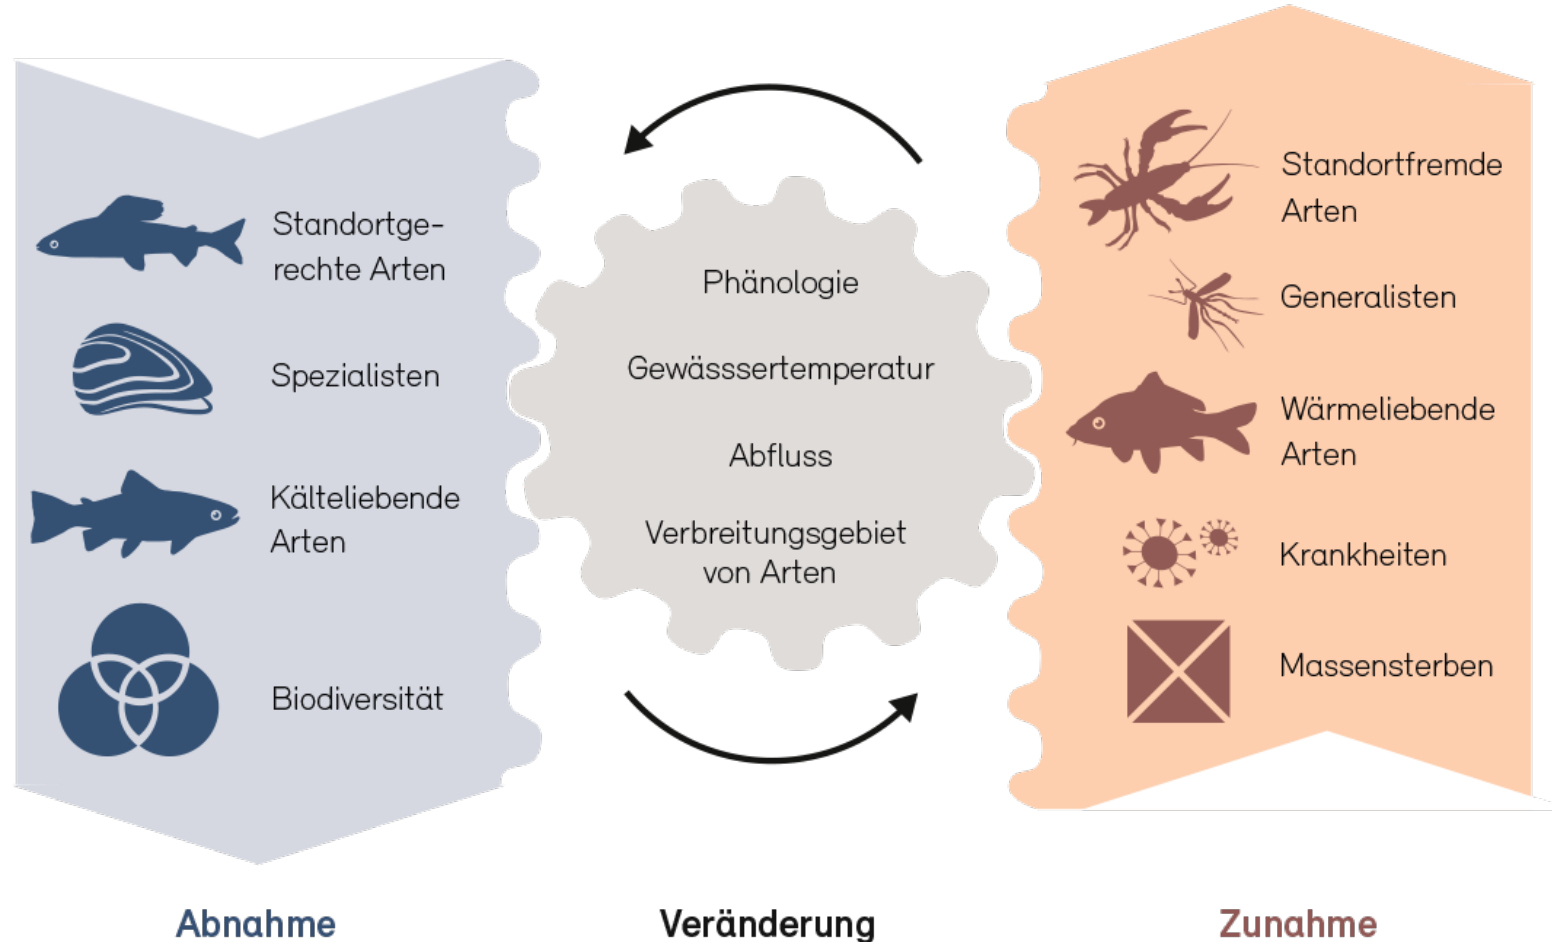 Standortge-
rechte Arten
Spezialisten
Kälteliebende
Arten
Biodiversität
Phänologie
Gewässsertemperatur
Abfluss
Verbreitungsgebiet
von Arten
Standortfremde
Arten
Generalisten
Wärmeliebende
Arten
Krankheiten
Massensterben
Abnahme
Veränderung
Zunahme